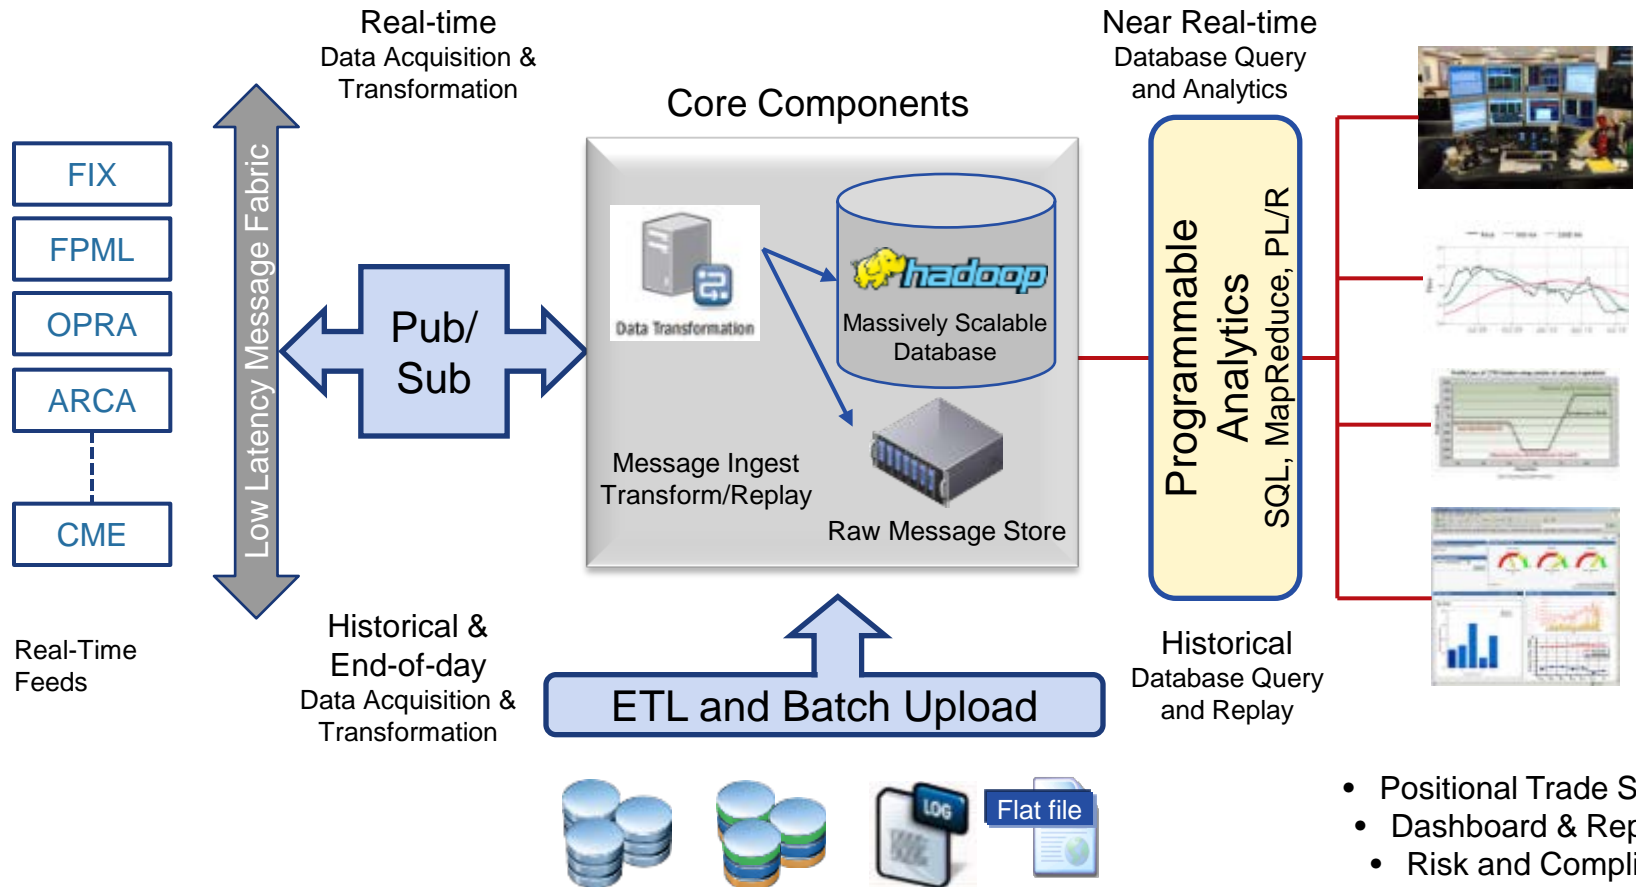 Real-time
Data Acquisition &
Transformation
Near Real-time
Database Query
and Analytics
Core Components
FIX
FPML
OPRA
ARCA
CME
Real-Time
Feeds
Low Latency Message Fabric
Pub/
Sub
Data Transformation
hadoop
Massively Scalable
Database
Message Ingest
Transform/Replay
Raw Message Store
Programmable
Analytics
SQL, MapReduce, PL/R
Historical &
End-of-day
Data Acquisition &
Transformation
ETL and Batch Upload
Historical
Database Query
and Replay
LOG
Flat file
• Positional Trade S
• Dashboard & Rep
• Risk and Compli